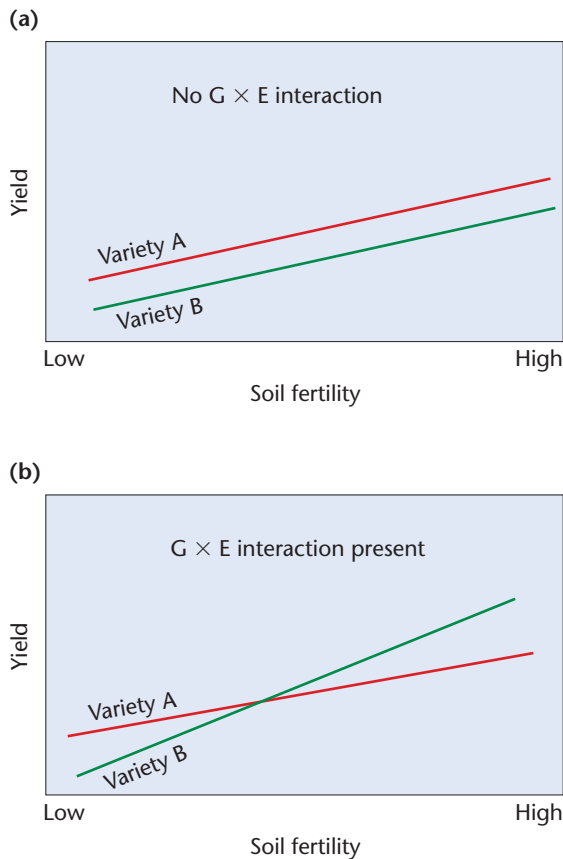 (a)
No G × E interaction
Yield
Variety A
Variety B
Low High
Soil fertility
(b)
G × E interaction present
Yield
Variety A
Variety B
Low High
Soil fertility